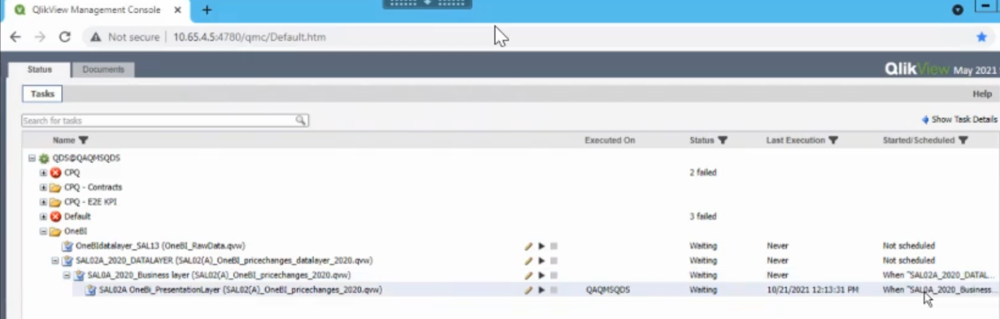 QlikView Management Console
Not secure | 10.65.4.5:4780/qmc/Default.htm
Status Documents QlikView May 2021
Tasks Help
Search for tasks Show Task Details
Name Executed On Status Last Execution Started/Scheduled
QDS@QAQMSQDS
CPQ 2 failed
CPQ - Contracts
CPQ - E2E KPI
Default 3 failed
OneBI
OneBIdatalayer_SAL13 (OneBI_RawData.qvw) Waiting Never Not scheduled
SAL02A_2020_DATALAYER (SAL02(A)_OneBI_pricechanges_datalayer_2020.qvw) Waiting Never Not scheduled
SAL0A_2020_Business layer (SAL02(A)_OneBI_pricechanges_2020.qvw) Waiting Never When "SAL02A_2020_DATAL...
SAL02A OneBi_PresentationLayer (SAL02(A)_OneBI_pricechanges_2020.qvw) QAQMSQDS Waiting 10/21/2021 12:13:31 PM When "SAL0A_2020_Business...